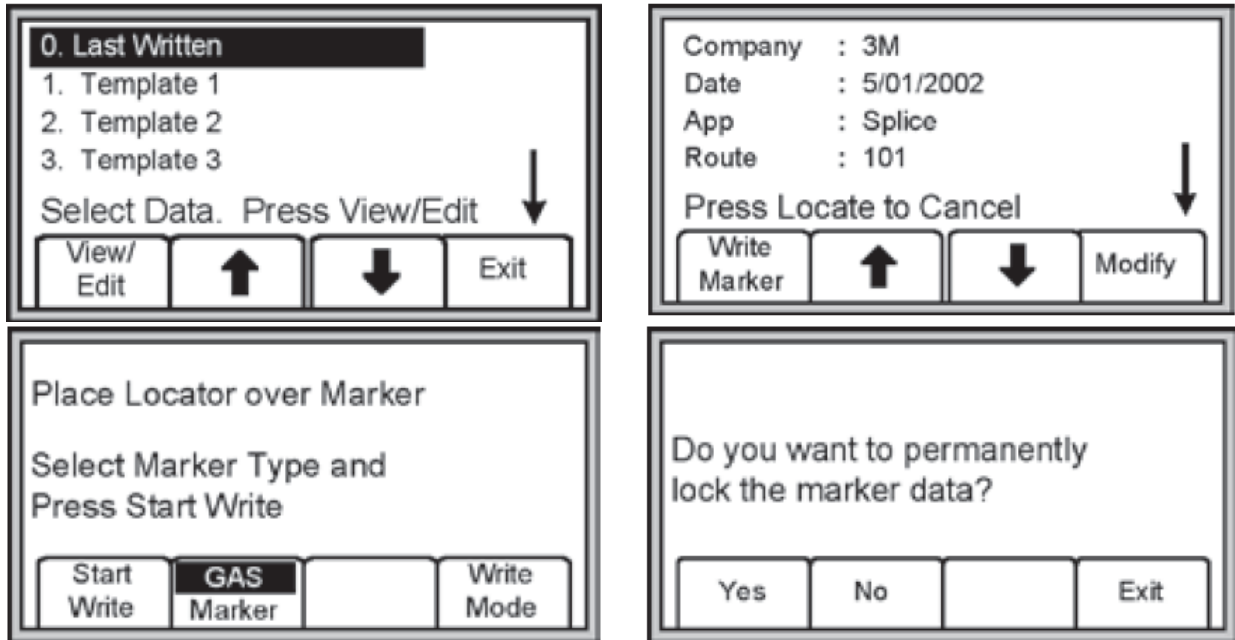 0. Last Written
1. Template 1
2. Template 2
3. Template 3
Select Data. Press View/Edit
View/
Edit
Exit
Company : 3M
Date : 5/01/2002
App : Splice
Route : 101
Press Locate to Cancel
Write
Marker
Modify
Place Locator over Marker
Select Marker Type and
Press Start Write
Start
Write
GAS
Marker
Write
Mode
Do you want to permanently
lock the marker data?
Yes
No
Exit